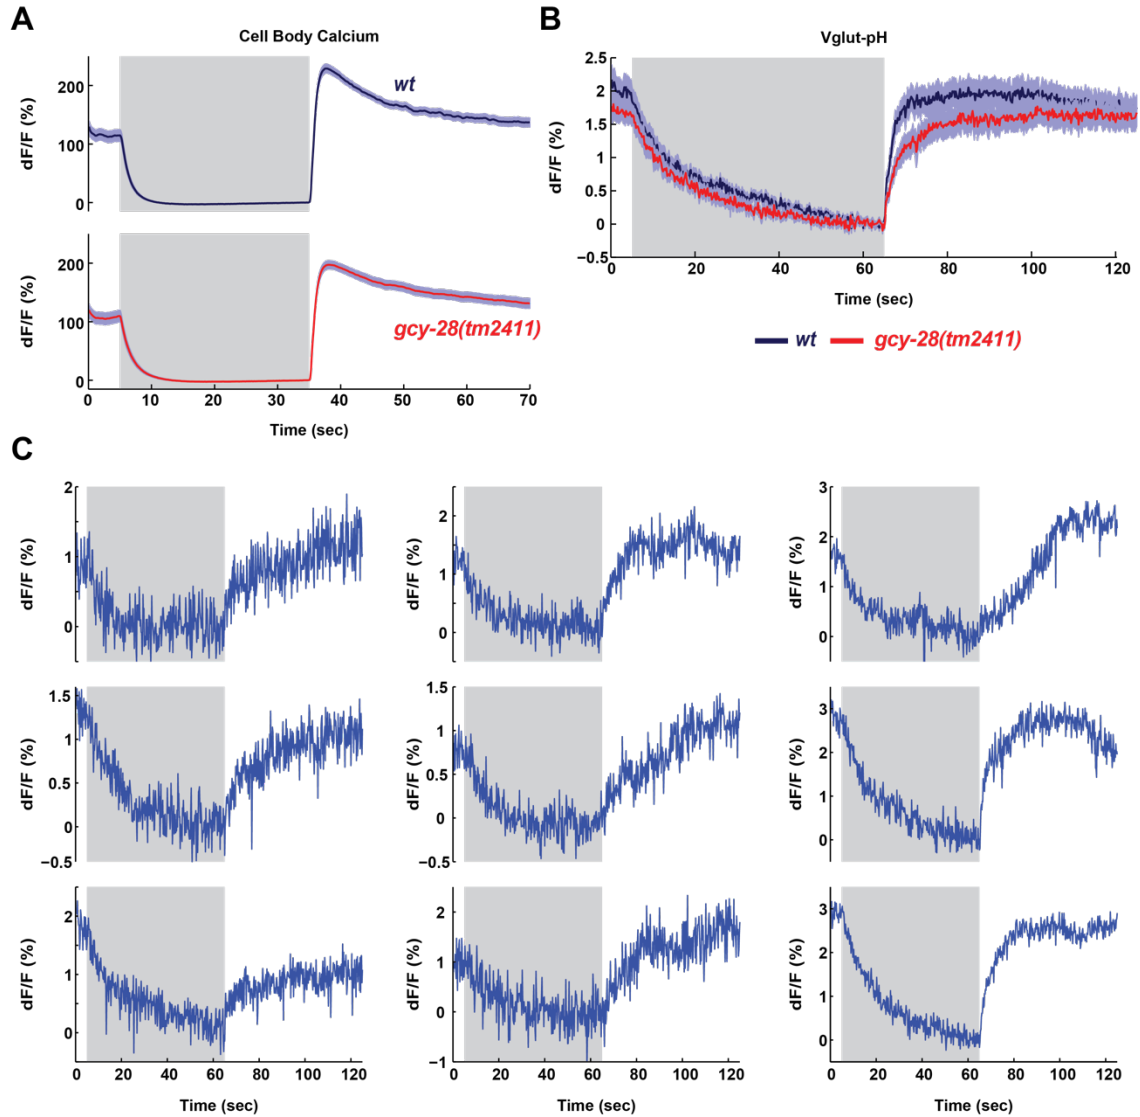 A
Cell Body Calcium
dF/F (%)
200
100
0
wt
dF/F (%)
200
100
0
gcy-28(tm2411)
0 10 20 30 40 50 60 70
Time (sec)
B
Vglut-pH
dF/F (%)
2.5
2
1.5
1
0.5
0
−0.5
0 20 40 60 80 100 120
Time (sec)
wt gcy-28(tm2411)
C
dF/F (%)
2
1
0
dF/F (%)
2
1
0
dF/F (%)
3
2
1
0
dF/F (%)
1.5
1
0.5
0
−0.5
dF/F (%)
1.5
1
0.5
0
−0.5
dF/F (%)
3
2
1
0
dF/F (%)
2
1
0
0 20 40 60 80 100 120
Time (sec)
dF/F (%)
2
1
0
−1
0 20 40 60 80 100 120
Time (sec)
dF/F (%)
3
2
1
0
0 20 40 60 80 100 120
Time (sec)